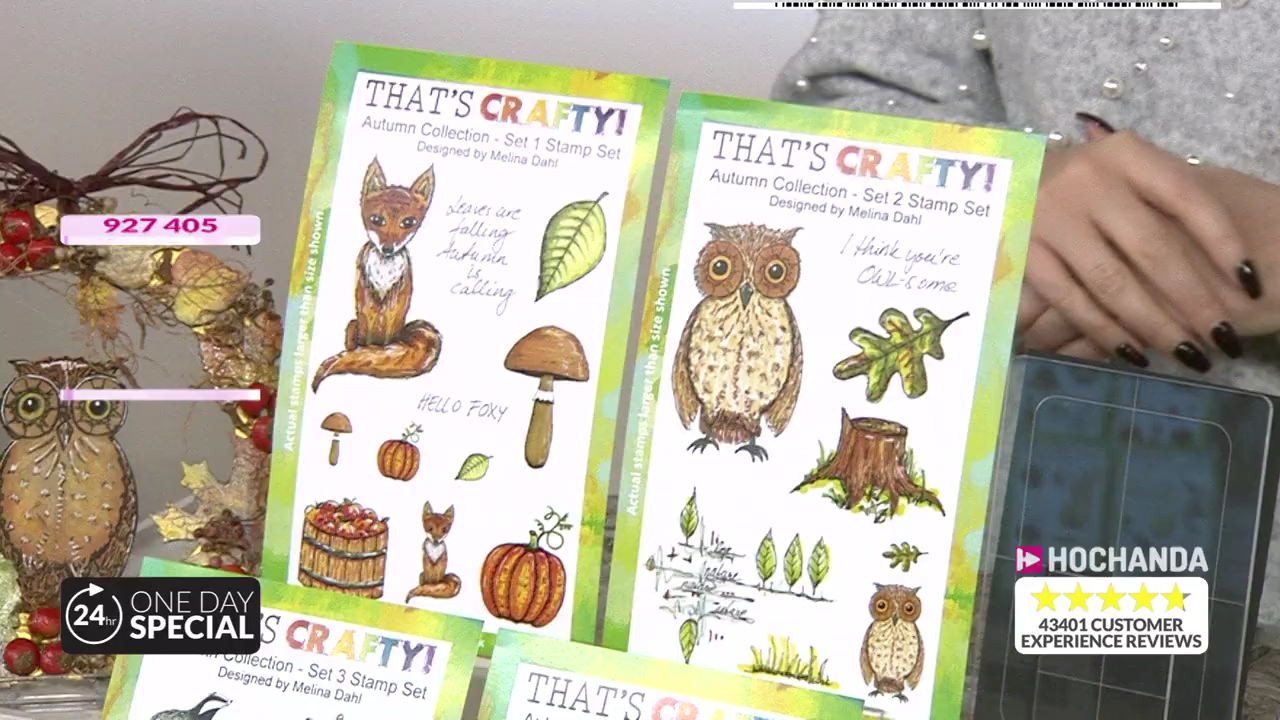 THAT'S CRAFTY!
Autumn Collection - Set 1 Stamp Set
Designed by Melina Dahl
Leaves are
falling
Autumn
is
calling
HELLO FOXY
Actual stamps larger than size shown
THAT'S CRAFTY!
Autumn Collection - Set 2 Stamp Set
Designed by Melina Dahl
I think you're
OWL-some
Actual stamps larger than size shown
927 405
24hr ONE DAY
SPECIAL
'S CRAFTY!
Collection - Set 3 Stamp Set
Designed by Melina Dahl
THAT'S CRAFTY!
HOCHANDA
43401 CUSTOMER
EXPERIENCE REVIEWS